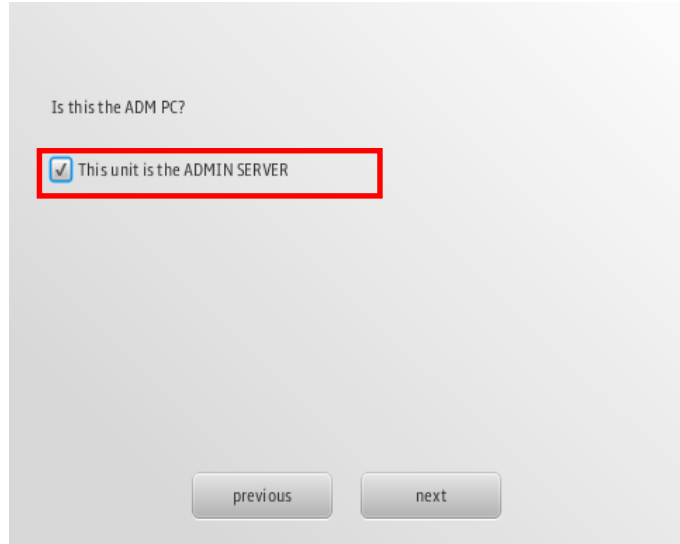 Is this the ADM PC?
This unit is the ADMIN SERVER
previous next